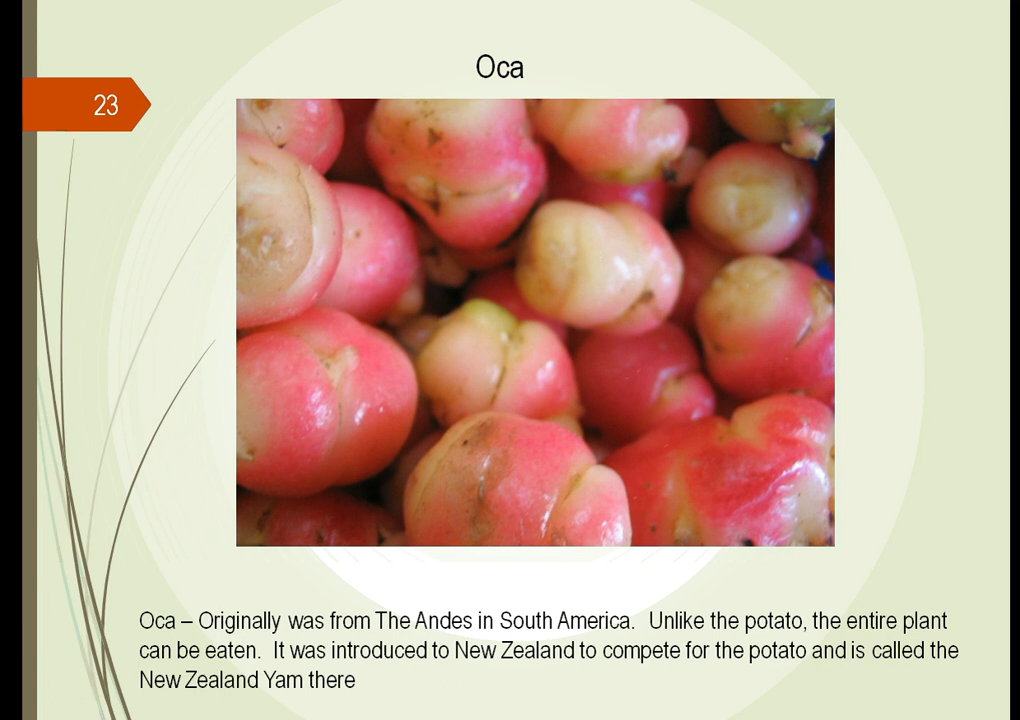 Oca
23
Oca – Originally was from The Andes in South America. Unlike the potato, the entire plant
can be eaten. It was introduced to New Zealand to compete for the potato and is called the
New Zealand Yam there